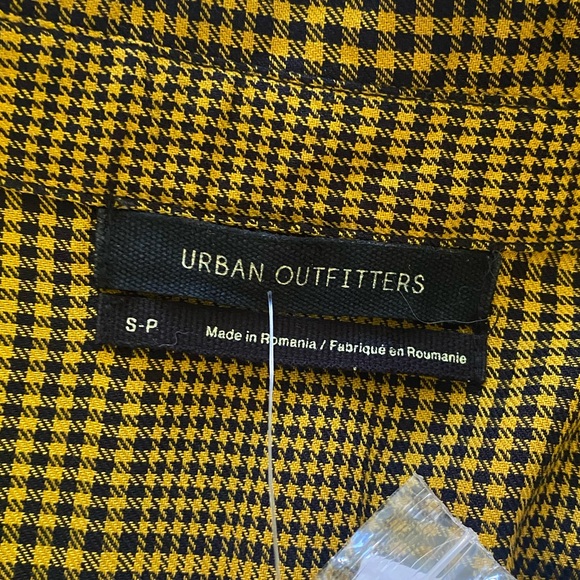 URBAN OUTFITTERS
S-P Made in Romania / Fabriqué en Roumanie